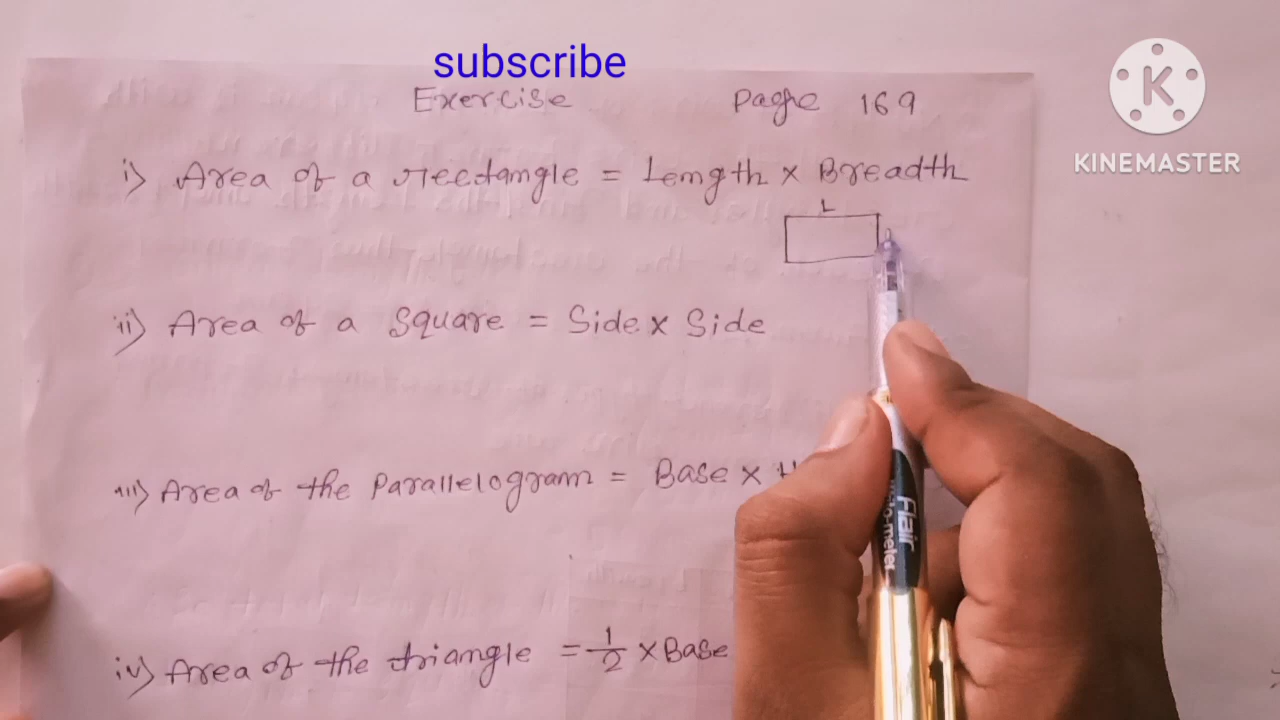 subscribe
Exercise Page 169
K
KINEMASTER
i) Area of a rectangle = Length × Breadth
L
ii) Area of a Square = Side × Side
iii) Area of the Parallelogram = Base ×
iv) Area of the triangle = 1/2 × Base
Flair